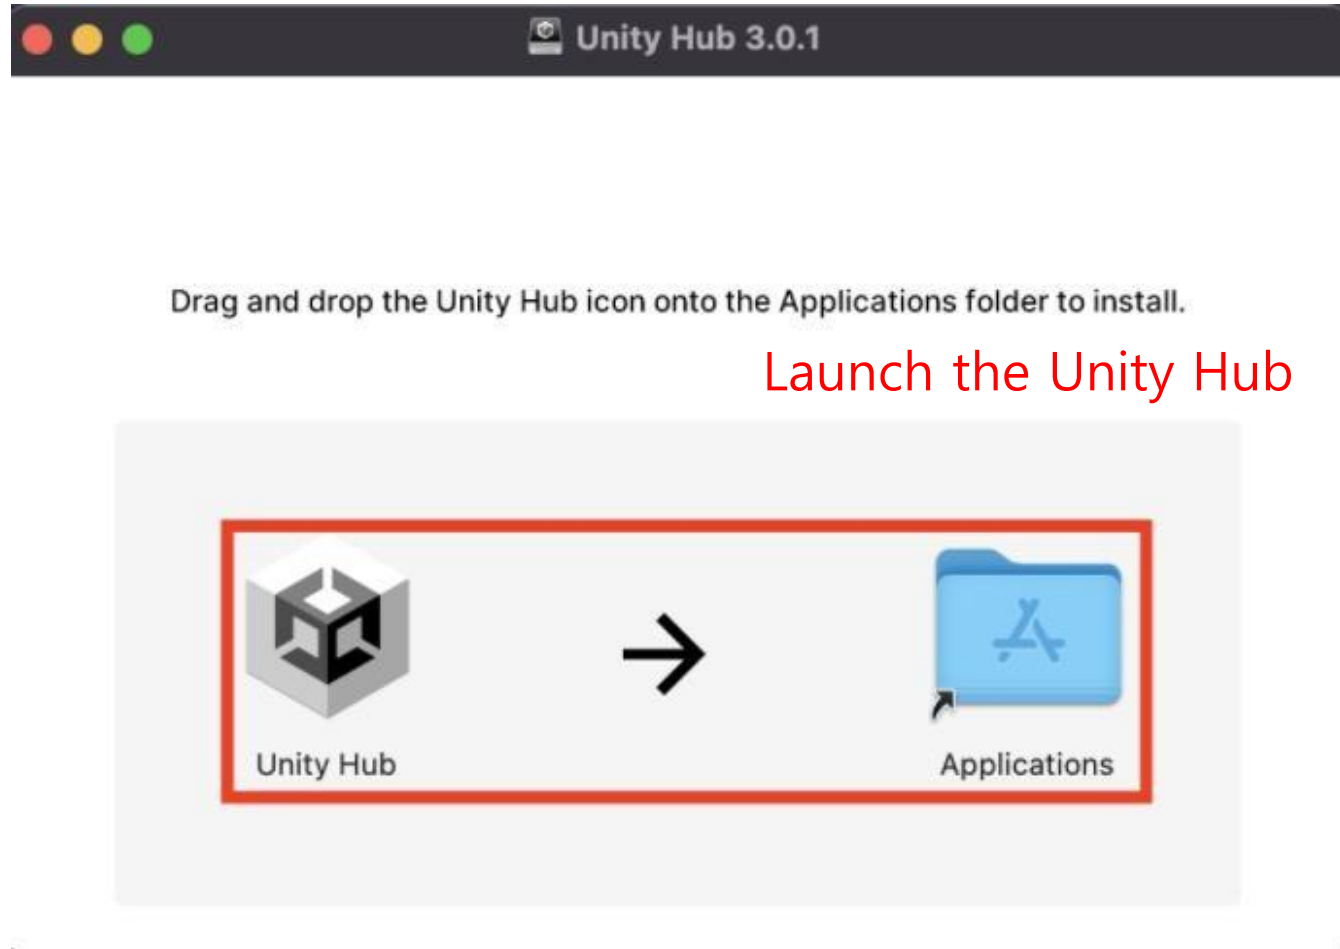 Unity Hub 3.0.1
Drag and drop the Unity Hub icon onto the Applications folder to install.
Launch the Unity Hub
Unity Hub
Applications